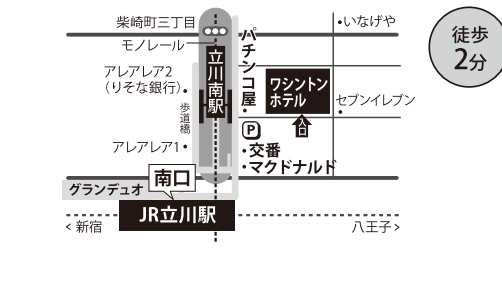 柴崎町三丁目
モノレール
アレアレア2
(りそな銀行)
歩道橋
アレアレア1
立川南駅
パチンコ屋
いなげや
ワシントン
ホテル
入口
セブンイレブン
P
交番
マクドナルド
南口
グランデュオ
JR立川駅
< 新宿
八王子 >
徒歩
2分